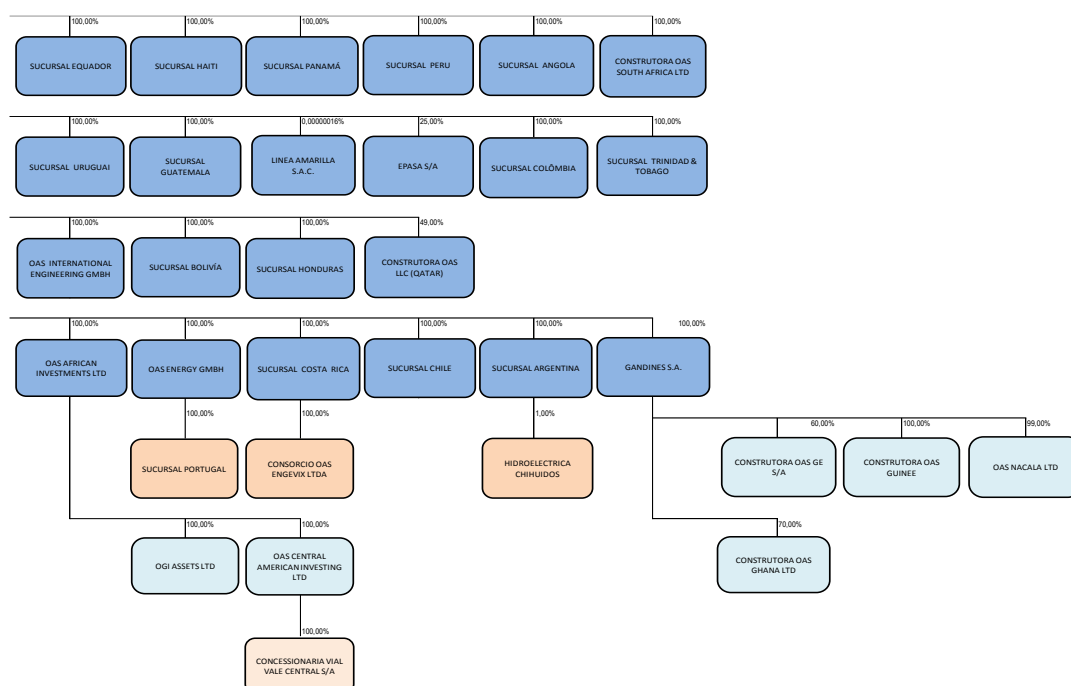 100,00%
100,00%
100,00%
100,00%
100,00%
100,00%
SUCURSAL EQUADOR
SUCURSAL HAITI
SUCURSAL PANAMÁ
SUCURSAL PERU
SUCURSAL ANGOLA
CONSTRUTORA OAS
SOUTH AFRICA LTD
100,00%
100,00%
0,00000016%
25,00%
100,00%
100,00%
SUCURSAL URUGUAI
SUCURSAL
GUATEMALA
LINEA AMARILLA
S.A.C.
EPASA S/A
SUCURSAL COLÔMBIA
SUCURSAL TRINIDAD &
TOBAGO
100,00%
100,00%
100,00%
49,00%
OAS INTERNATIONAL
ENGINEERING GMBH
SUCURSAL BOLIVÍA
SUCURSAL HONDURAS
CONSTRUTORA OAS
LLC (QATAR)
100,00%
100,00%
100,00%
100,00%
100,00%
100,00%
OAS AFRICAN
INVESTMENTS LTD
OAS ENERGY GMBH
SUCURSAL COSTA RICA
SUCURSAL CHILE
SUCURSAL ARGENTINA
GANDINES S.A.
100,00%
100,00%
1,00%
60,00%
100,00%
99,00%
SUCURSAL PORTUGAL
CONSORCIO OAS
ENGEVIX LTDA
HIDROELECTRICA
CHIHUIDOS
CONSTRUTORA OAS GE
S/A
CONSTRUTORA OAS
GUINEE
OAS NACALA LTD
100,00%
100,00%
70,00%
OGI ASSETS LTD
OAS CENTRAL
AMERICAN INVESTING
LTD
CONSTRUTORA OAS
GHANA LTD
100,00%
CONCESSIONARIA VIAL
VALE CENTRAL S/A